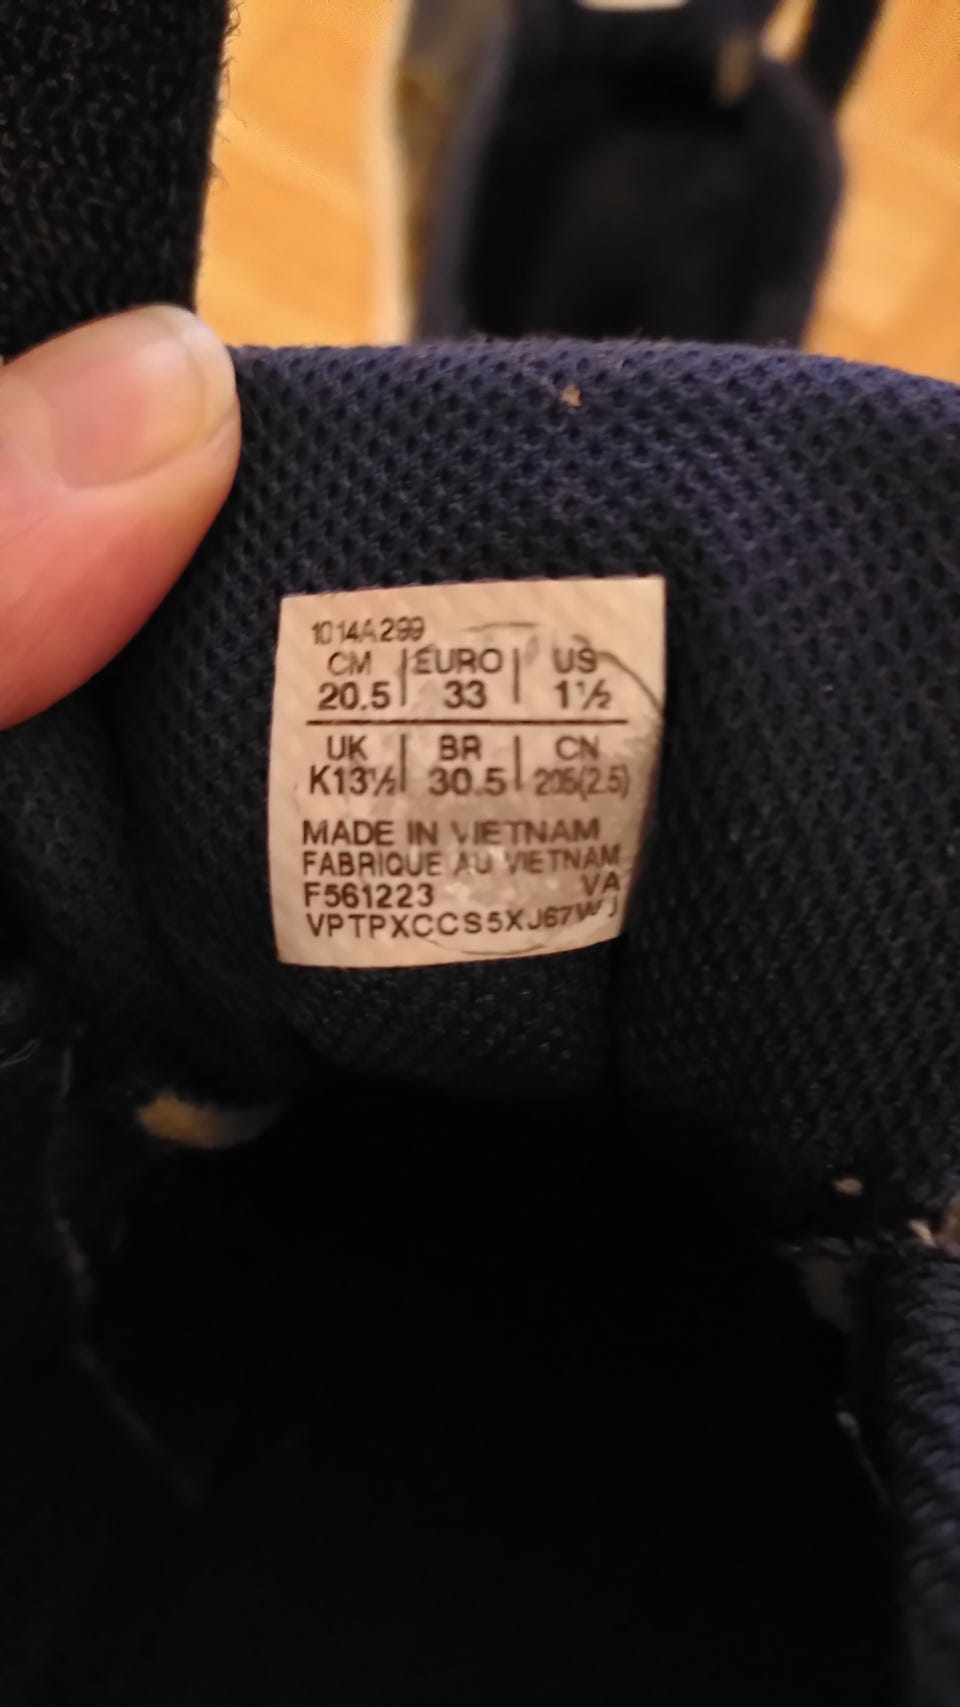 1014A299
CM | EURO | US
20.5 | 33 | 1½
UK | BR | CN
K13½ | 30.5 | 205(2.5)
MADE IN VIETNAM
FABRIQUE AU VIETNAM
F561223 VA
VPTPXCCS5XJ67WJ